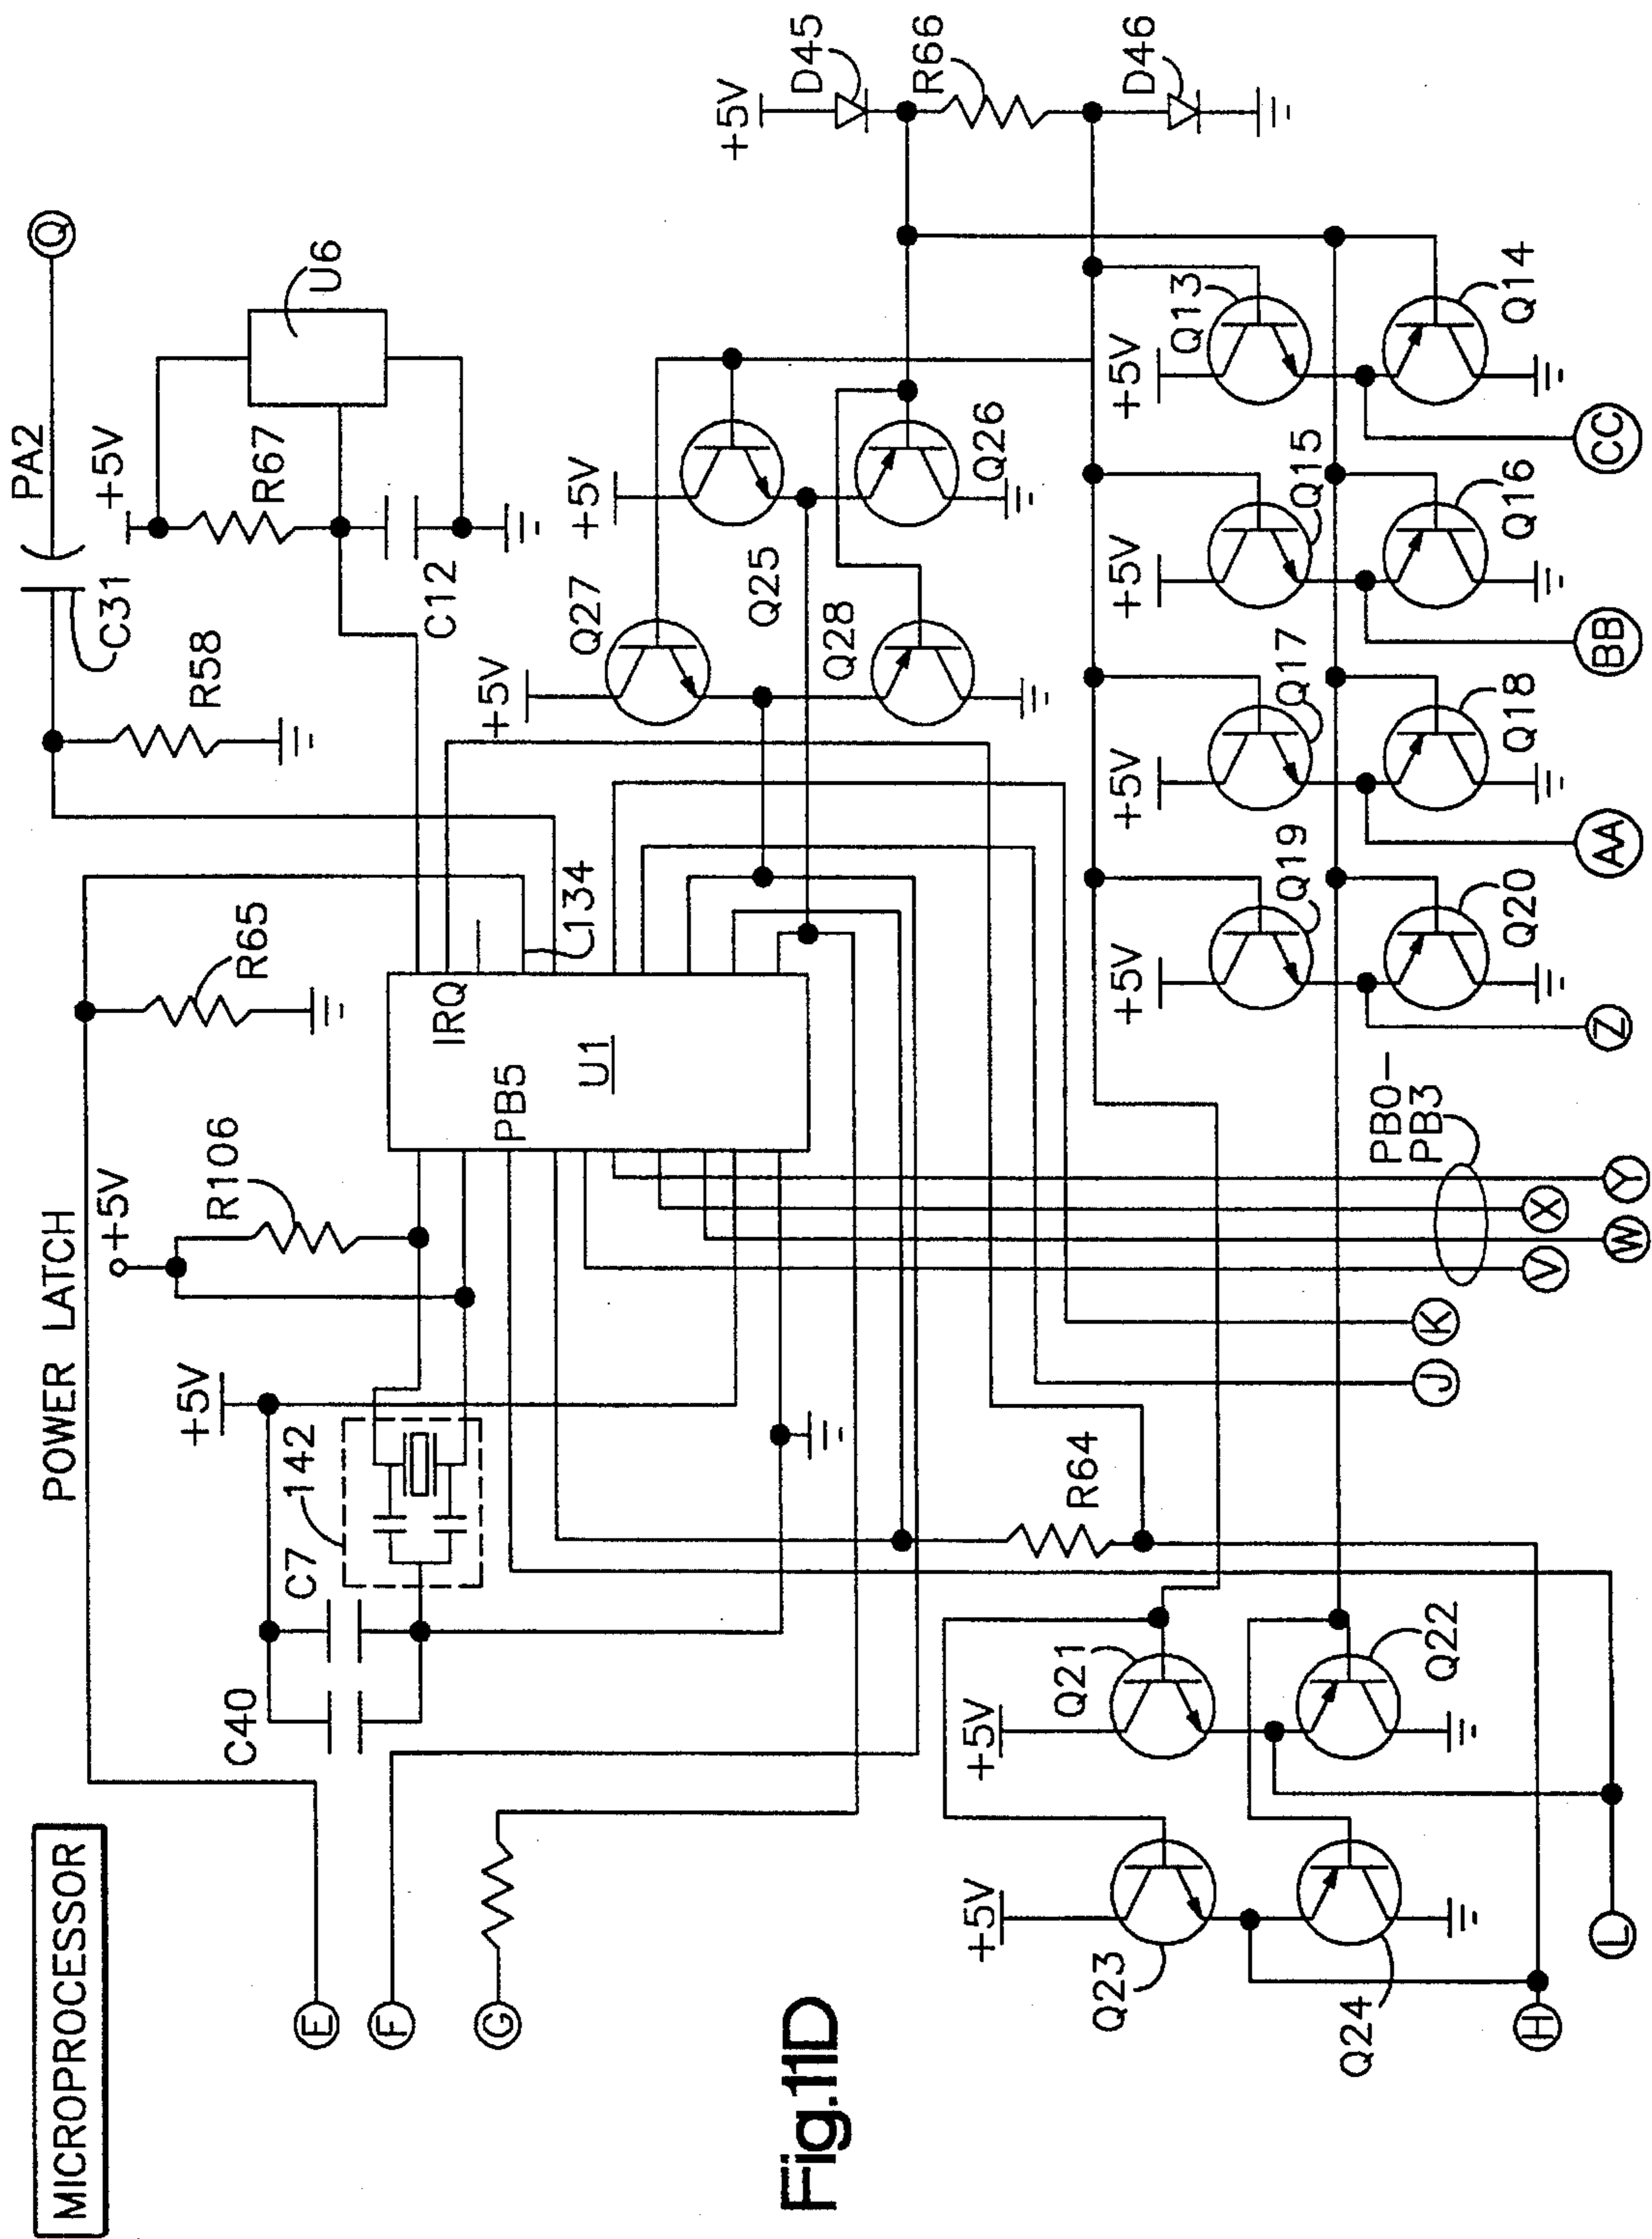 MICROPROCESSOR
POWER LATCH
PA2
Q
C31
R58
+5V
R67
U6
C12
R65
+5V
R106
+5V
C7
142
C40
E
F
G
IRQ
PB5
U1
134
+5V
Q27
Q28
+5V
Q25
Q26
+5V
D45
R66
D46
R64
J
K
V
W
X
Y
PB0-
PB3
+5V
Q19
Q20
Z
+5V
Q17
Q18
AA
+5V
Q15
Q16
BB
+5V
Q13
Q14
CC
+5V
Q21
Q22
+5V
Q23
Q24
H
L
Fig.11D